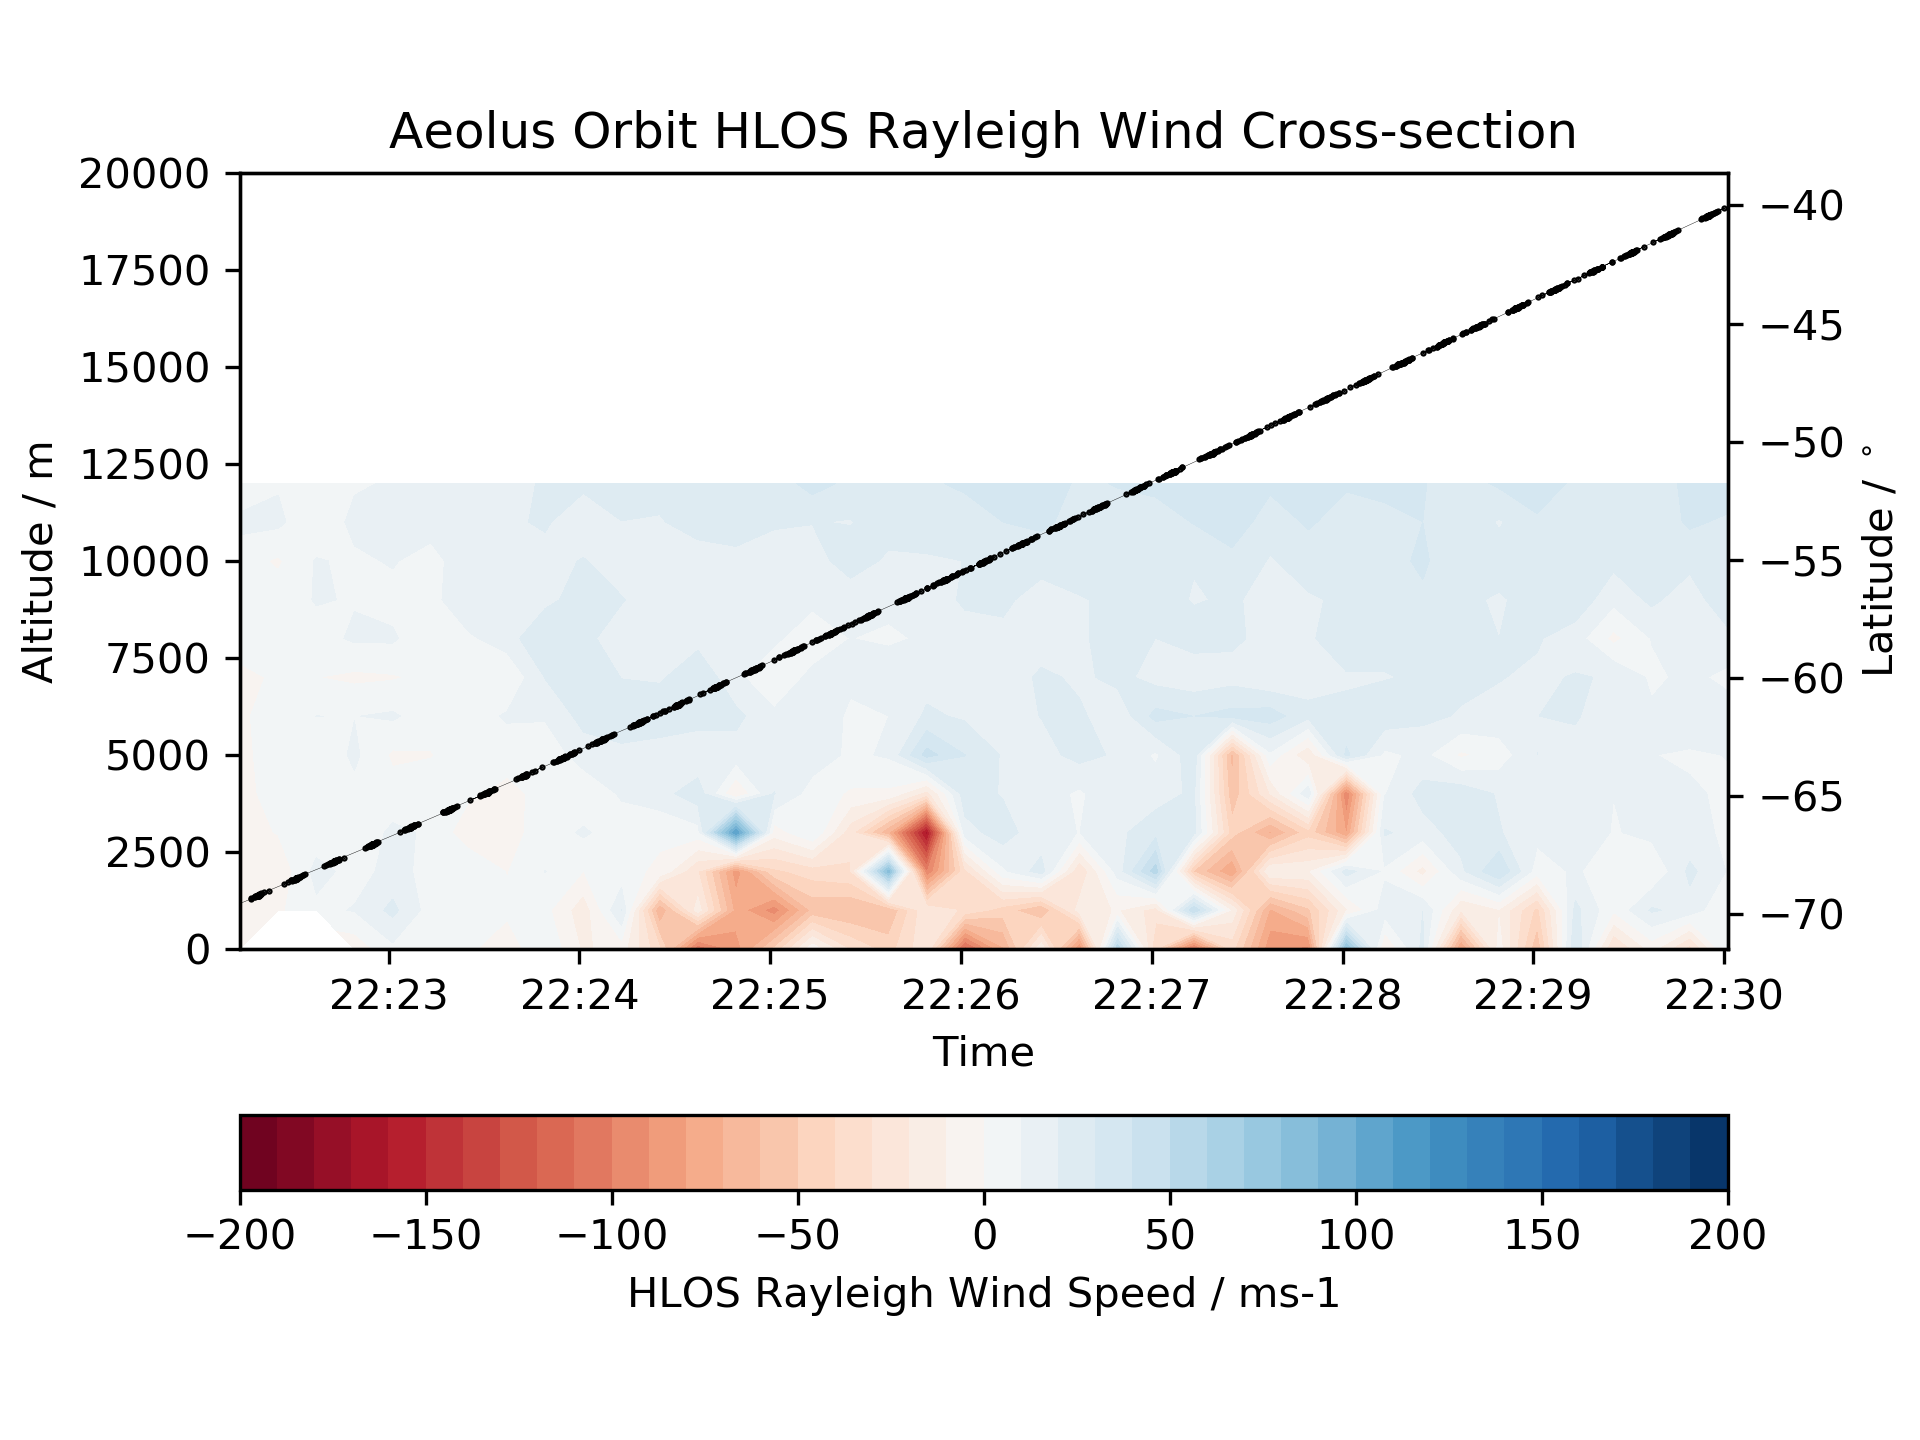 Aeolus Orbit HLOS Rayleigh Wind Cross-section
20000
17500
15000
12500
10000
7500
5000
2500
0
Altitude / m
−40
−45
−50
−55
−60
−65
−70
Latitude / °
22:23 22:24 22:25 22:26 22:27 22:28 22:29 22:30
Time
−200 −150 −100 −50 0 50 100 150 200
HLOS Rayleigh Wind Speed / ms-1